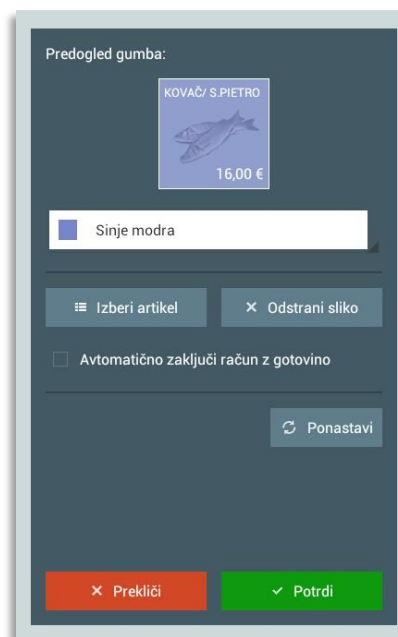 Predogled gumba:
KOVAČ/ S.PIETRO
16,00 €
Sinje modra
Izberi artikel
Odstrani sliko
Avtomatično zaključi račun z gotovino
Ponastavi
Prekliči
Potrdi